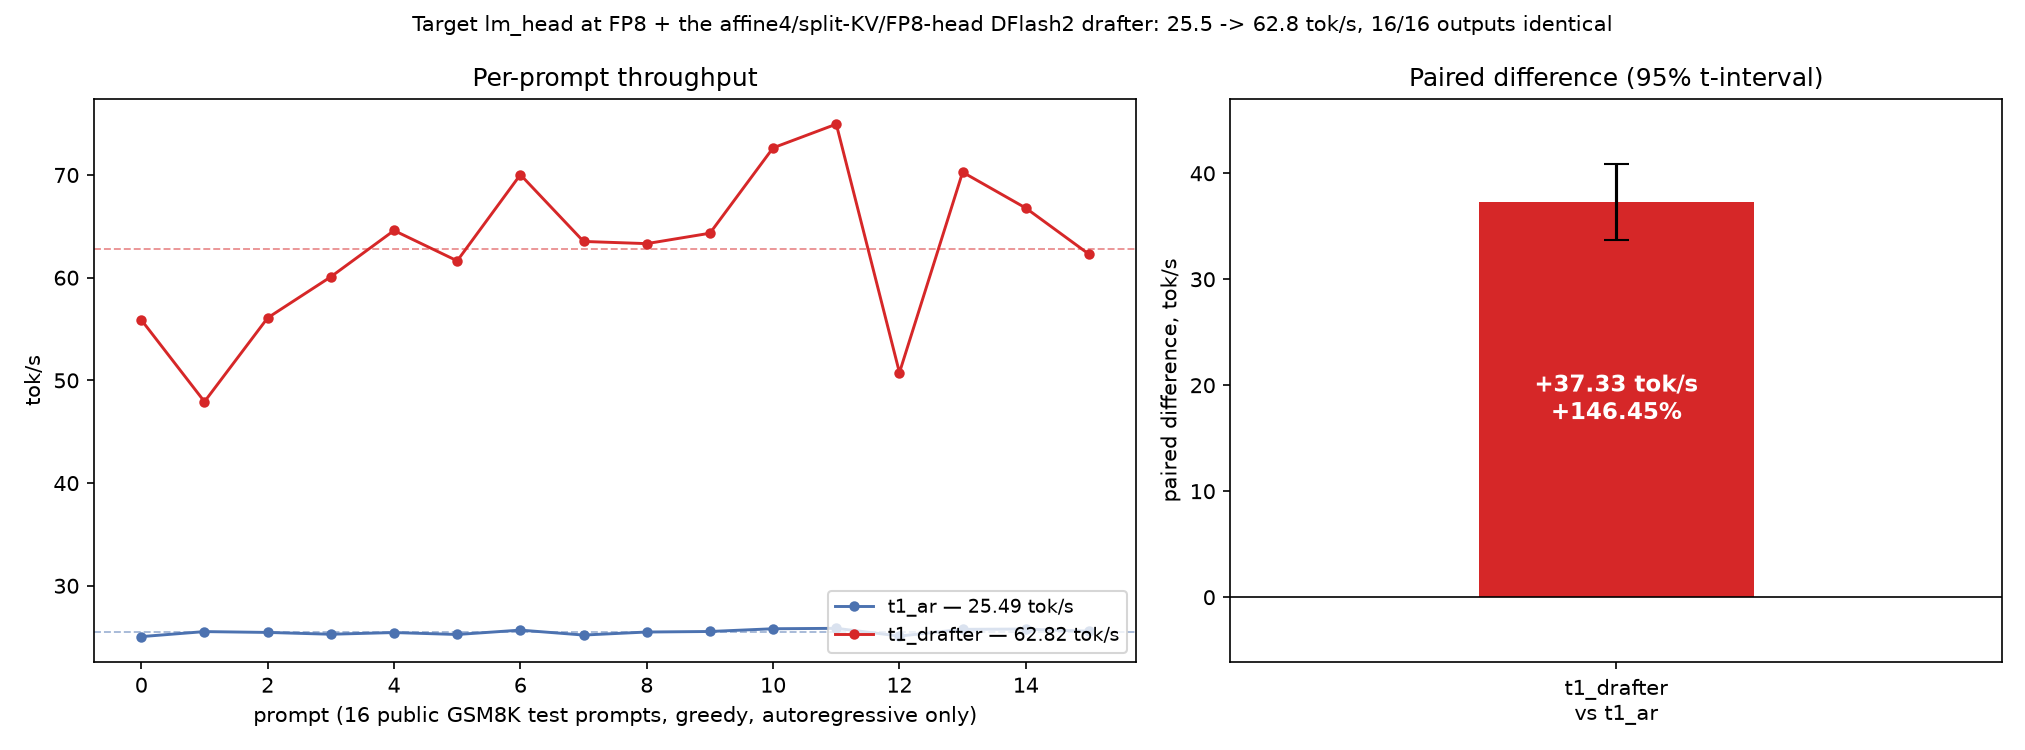 Target lm_head at FP8 + the affine4/split-KV/FP8-head DFlash2 drafter: 25.5 -> 62.8 tok/s, 16/16 outputs identical
Per-prompt throughput
tok/s
70
60
50
40
30
t1_ar — 25.49 tok/s
t1_drafter — 62.82 tok/s
0 2 4 6 8 10 12 14
prompt (16 public GSM8K test prompts, greedy, autoregressive only)
Paired difference (95% t-interval)
paired difference, tok/s
40
30
20
10
0
+37.33 tok/s
+146.45%
t1_drafter
vs t1_ar